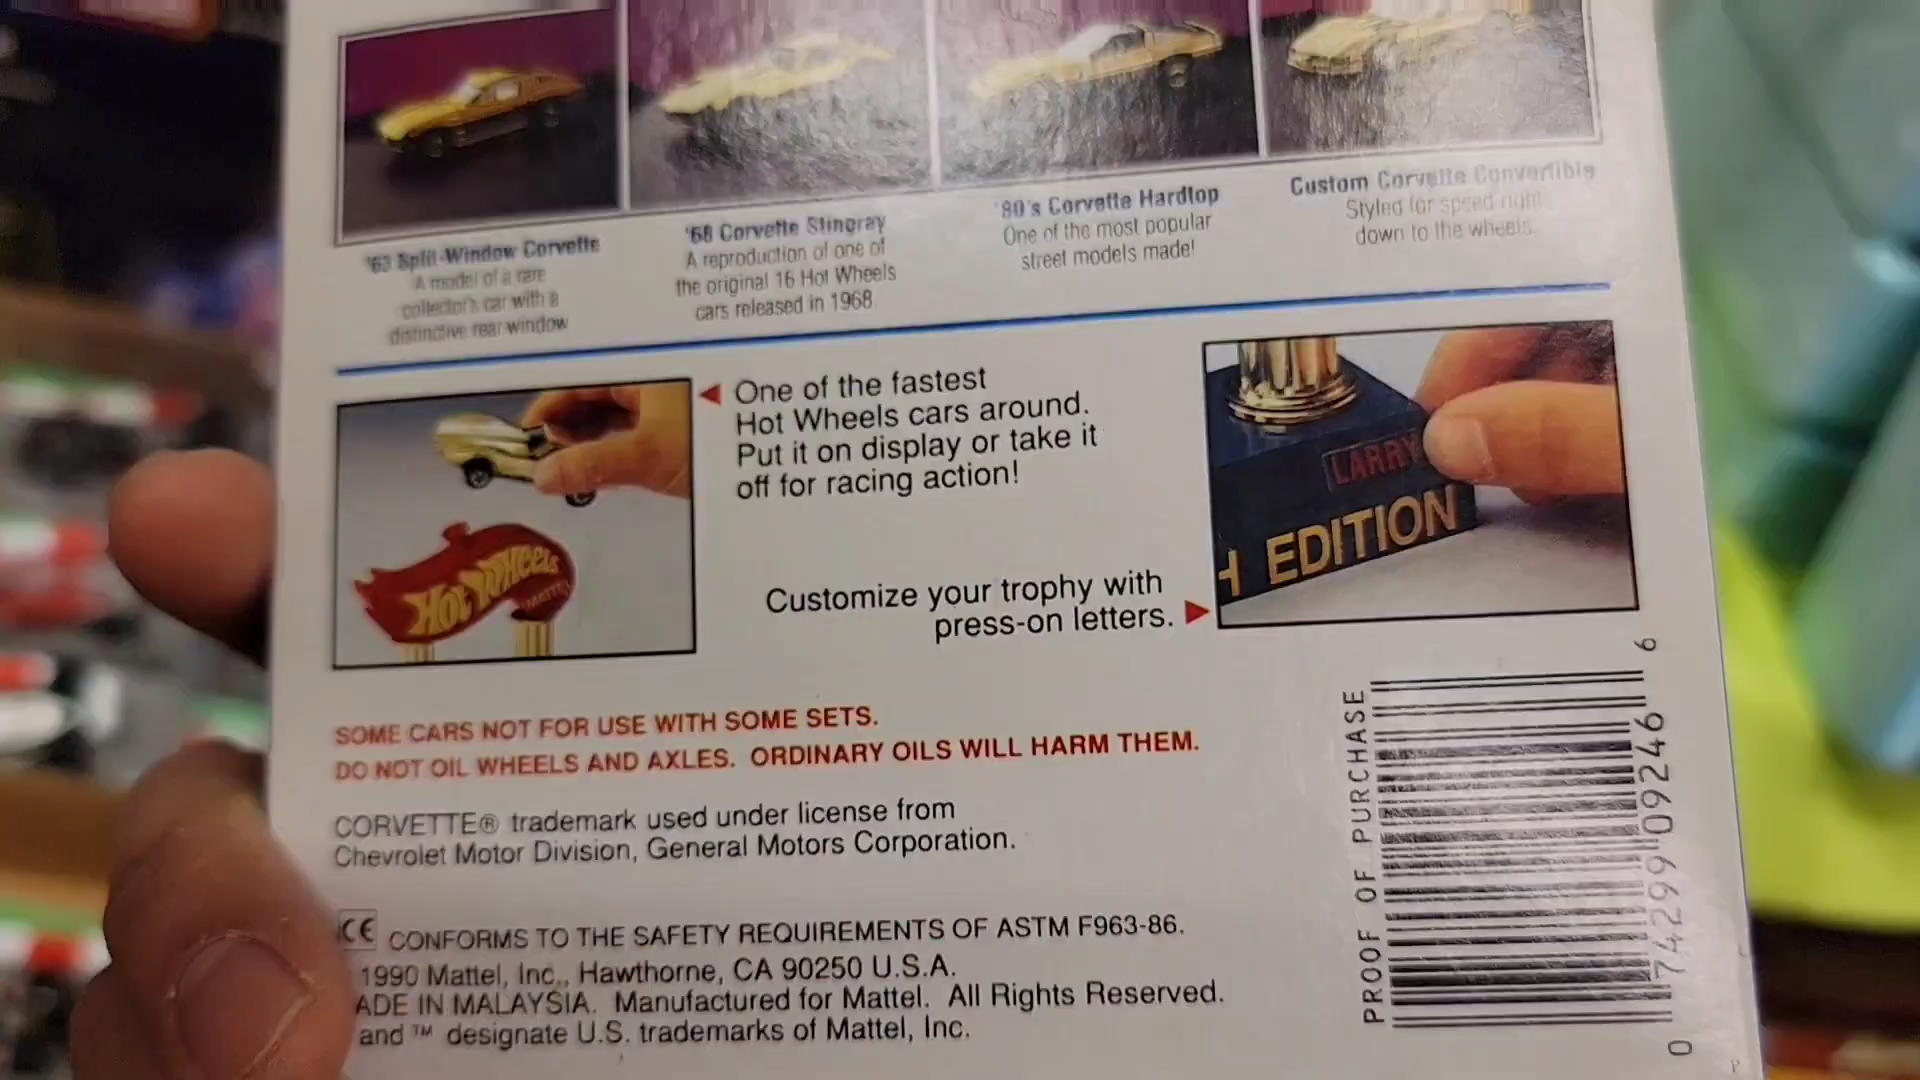 '63 Split-Window Corvette
A model of a rare
collector's car with a
distinctive rear window
'68 Corvette Stingray
A reproduction of one of
the original 16 Hot Wheels
cars released in 1968
'80's Corvette Hardtop
One of the most popular
street models made!
Custom Corvette Convertible
Styled for speed right
down to the wheels.
One of the fastest
Hot Wheels cars around.
Put it on display or take it
off for racing action!
Hot Wheels
MATTEL
Customize your trophy with
press-on letters.
LARRY
H EDITION
SOME CARS NOT FOR USE WITH SOME SETS.
DO NOT OIL WHEELS AND AXLES. ORDINARY OILS WILL HARM THEM.
CORVETTE® trademark used under license from
Chevrolet Motor Division, General Motors Corporation.
CE CONFORMS TO THE SAFETY REQUIREMENTS OF ASTM F963-86.
1990 Mattel, Inc., Hawthorne, CA 90250 U.S.A.
ADE IN MALAYSIA. Manufactured for Mattel. All Rights Reserved.
and ™ designate U.S. trademarks of Mattel, Inc.
PROOF OF PURCHASE
0 74299 09246 6
P